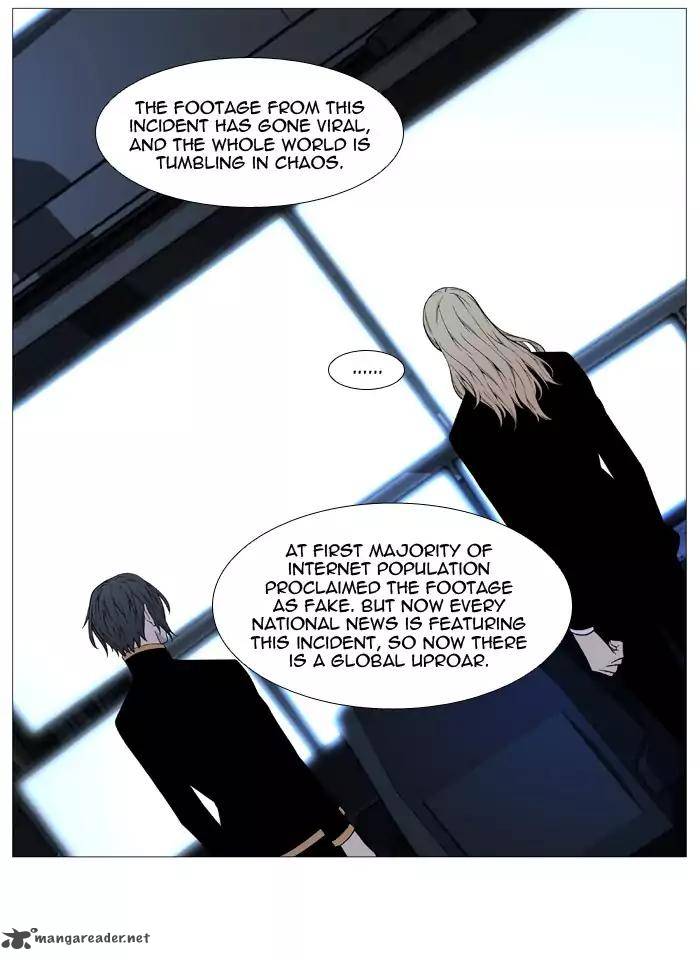 THE FOOTAGE FROM THIS
INCIDENT HAS GONE VIRAL,
AND THE WHOLE WORLD IS
TUMBLING IN CHAOS.
......
AT FIRST MAJORITY OF
INTERNET POPULATION
PROCLAIMED THE FOOTAGE
AS FAKE. BUT NOW EVERY
NATIONAL NEWS IS FEATURING
THIS INCIDENT, SO NOW THERE
IS A GLOBAL UPROAR.
mangareader.net